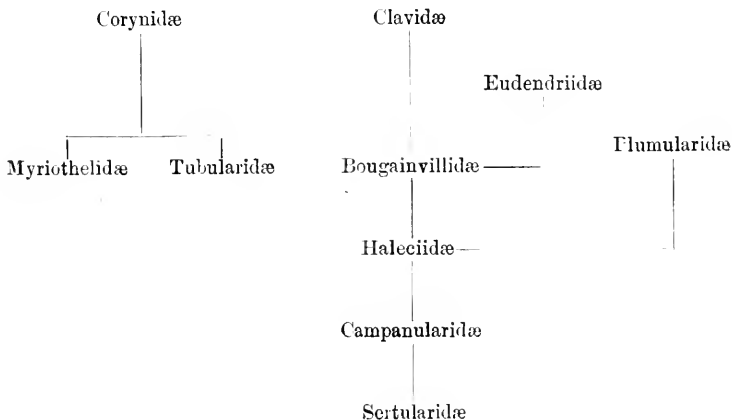 Corynidæ Clavidæ
Eudendriidæ
Plumularidæ
Myriothelidæ Tubularidæ Bougainvillidæ
Haleciidæ
Campanularidæ
Sertularidæ